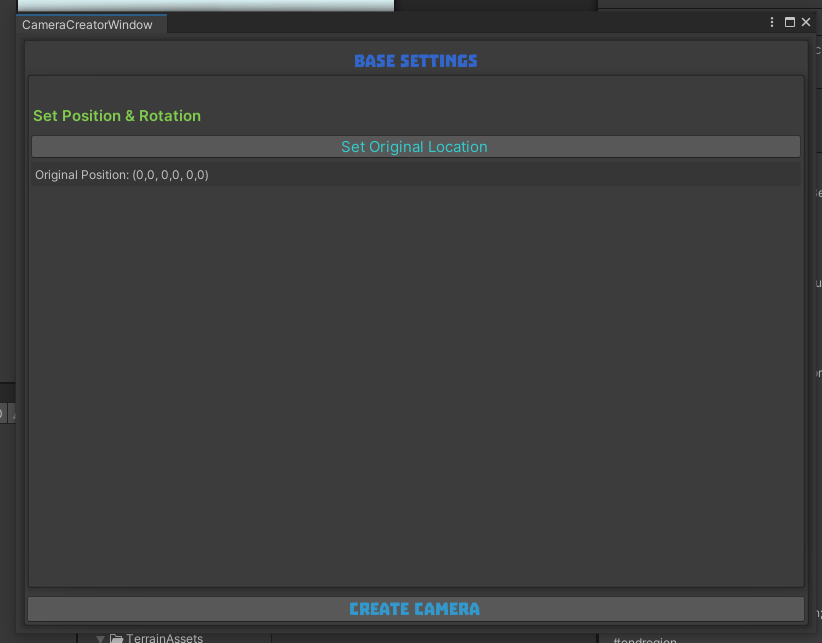 CameraCreatorWindow
BASE SETTINGS
Set Position & Rotation
Set Original Location
Original Position: (0,0, 0,0, 0,0)
CREATE CAMERA
TerrainAssets
#endregion